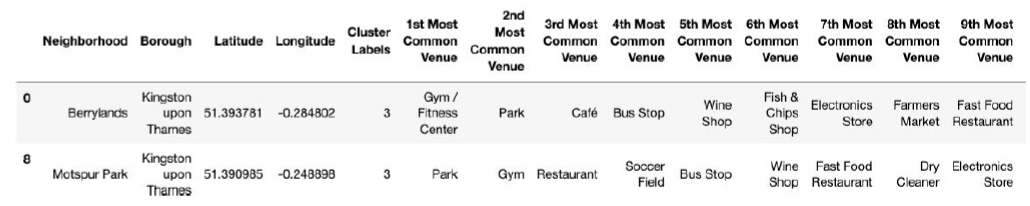 Neighborhood Borough Latitude Longitude Cluster Labels 1st Most Common Venue 2nd Most Common Venue 3rd Most Common Venue 4th Most Common Venue 5th Most Common Venue 6th Most Common Venue 7th Most Common Venue 8th Most Common Venue 9th Most Common Venue
0 Berrylands Kingston upon Thames 51.393781 -0.284802 3 Gym / Fitness Center Park Café Bus Stop Wine Shop Fish & Chips Shop Electronics Store Farmers Market Fast Food Restaurant
8 Motspur Park Kingston upon Thames 51.390985 -0.248898 3 Park Gym Restaurant Soccer Field Bus Stop Wine Shop Fast Food Restaurant Dry Cleaner Electronics Store